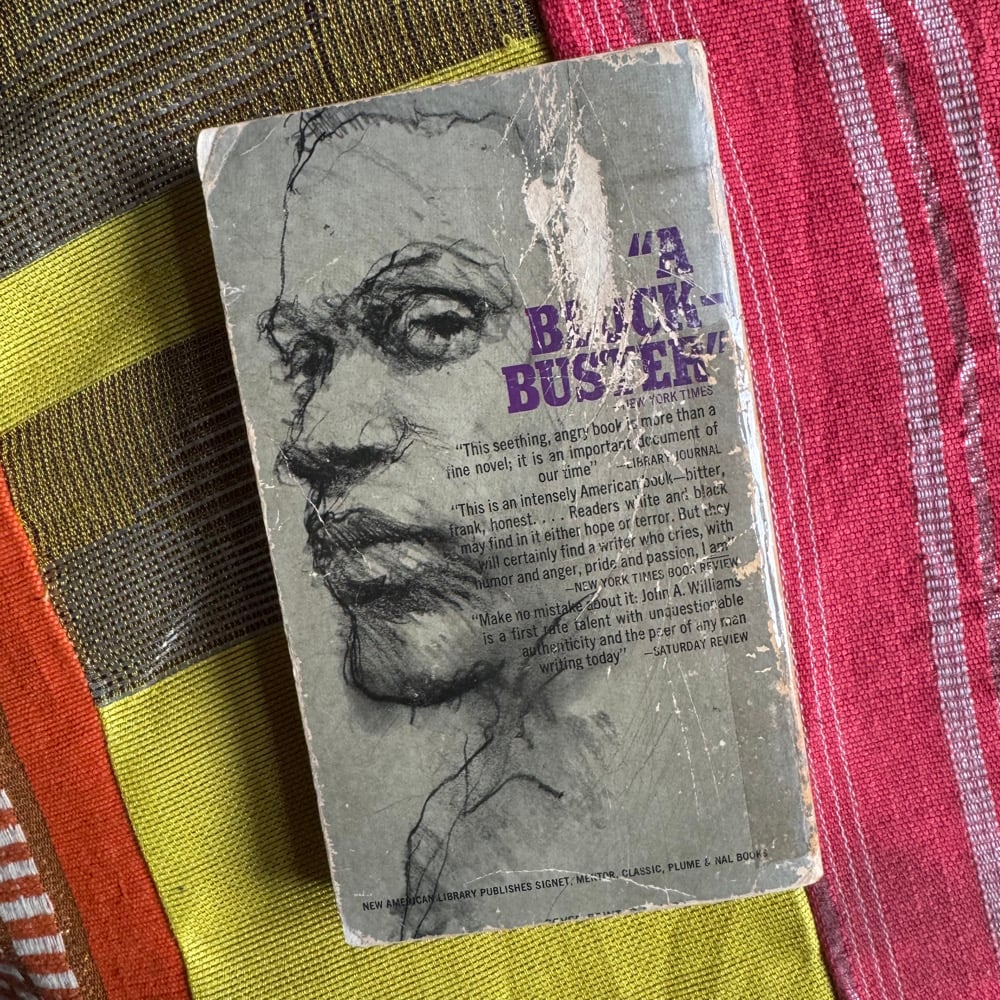 “A
BLOCK-
BUSTER”
—NEW YORK TIMES
“This seething, angry book is more than a
fine novel; it is an important document of
our time” —LIBRARY JOURNAL
“This is an intensely American book—bitter,
frank, honest. . . . Readers white and black
may find in it either hope or terror. But they
will certainly find a writer who cries, with
humor and anger, pride and passion, I am”
—NEW YORK TIMES BOOK REVIEW
“Make no mistake about it: John A. Williams
is a first rate talent with unquestionable
authenticity and the peer of any man
writing today” —SATURDAY REVIEW
NEW AMERICAN LIBRARY PUBLISHES SIGNET, MENTOR, CLASSIC, PLUME & NAL BOOKS